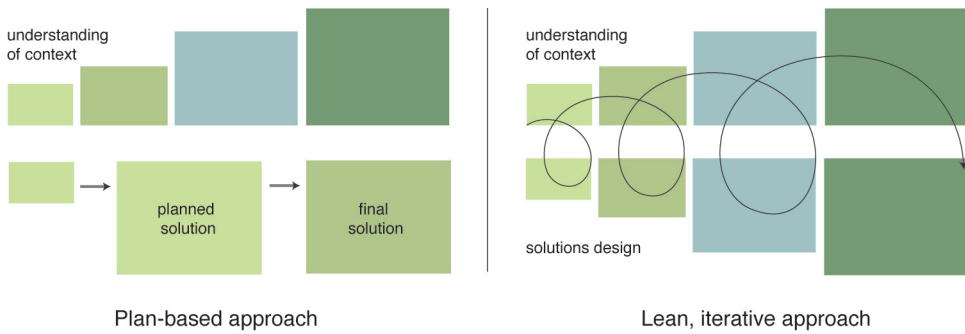 understanding
of context
planned
solution
final
solution
Plan-based approach
understanding
of context
solutions design
Lean, iterative approach